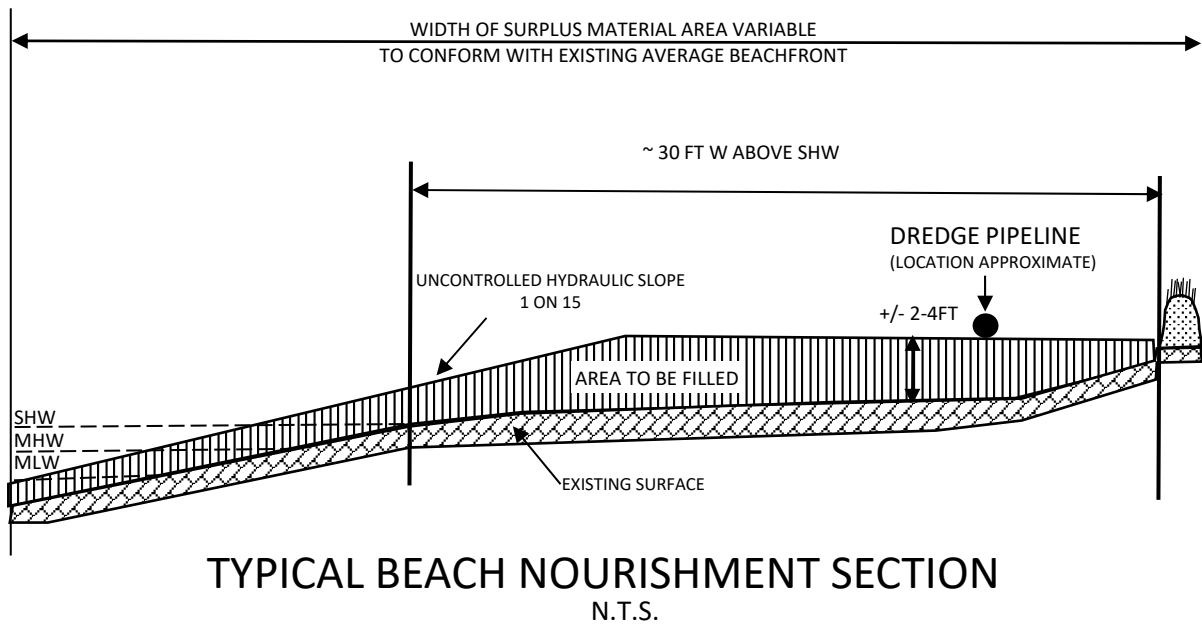 WIDTH OF SURPLUS MATERIAL AREA VARIABLE
TO CONFORM WITH EXISTING AVERAGE BEACHFRONT
~ 30 FT W ABOVE SHW
DREDGE PIPELINE
(LOCATION APPROXIMATE)
UNCONTROLLED HYDRAULIC SLOPE
1 ON 15
+/- 2-4FT
AREA TO BE FILLED
SHW
MHW
MLW
EXISTING SURFACE
TYPICAL BEACH NOURISHMENT SECTION
N.T.S.